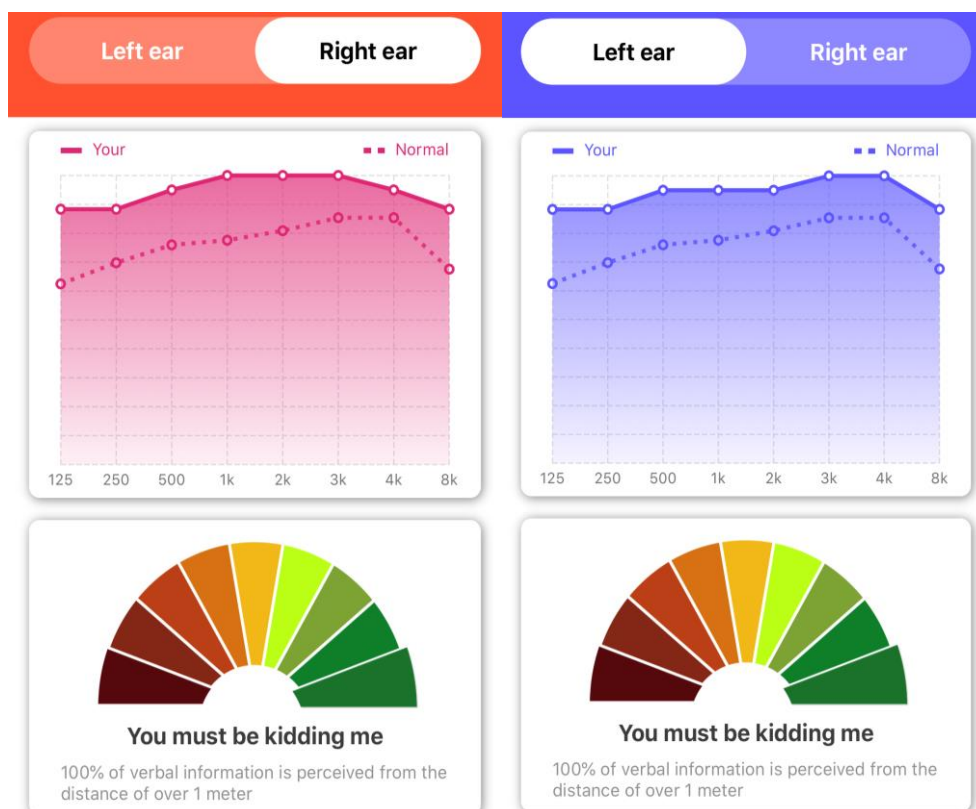 Left ear
Right ear
Your
Normal
125 250 500 1k 2k 3k 4k 8k
You must be kidding me
100% of verbal information is perceived from the
distance of over 1 meter
Left ear
Right ear
Your
Normal
125 250 500 1k 2k 3k 4k 8k
You must be kidding me
100% of verbal information is perceived from the
distance of over 1 meter